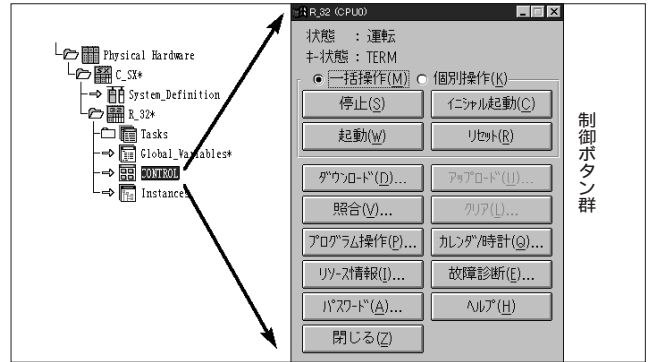 Physical Hardware
C_SX*
System_Definition
R_32*
Tasks
Global_Variables*
CONTROL
Instances
R_32 (CPU0)
状態 : 運転
ｷｰ状態 : TERM
一括操作(M) 個別操作(K)
停止(S) ｲﾆｼｬﾙ起動(C)
起動(W) ﾘｾｯﾄ(R)
ﾀﾞｳﾝﾛｰﾄﾞ(D)... ｱｯﾌﾟﾛｰﾄﾞ(U)...
照合(V)... ｸﾘｱ(L)...
ﾌﾟﾛｸﾞﾗﾑ操作(P)... ｶﾚﾝﾀﾞ/時計(Q)...
ﾘｿｰｽ情報(I)... 故障診断(E)...
ﾊﾟｽﾜｰﾄﾞ(A)... ﾍﾙﾌﾟ(H)
閉じる(Z)
制御ボタン群